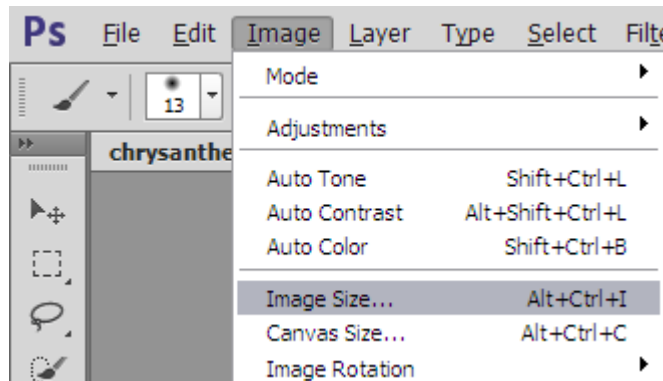 Ps File Edit Image Layer Type Select Filte
13
Mode
Adjustments
chrysanthe
Auto Tone Shift+Ctrl+L
Auto Contrast Alt+Shift+Ctrl+L
Auto Color Shift+Ctrl+B
Image Size... Alt+Ctrl+I
Canvas Size... Alt+Ctrl+C
Image Rotation